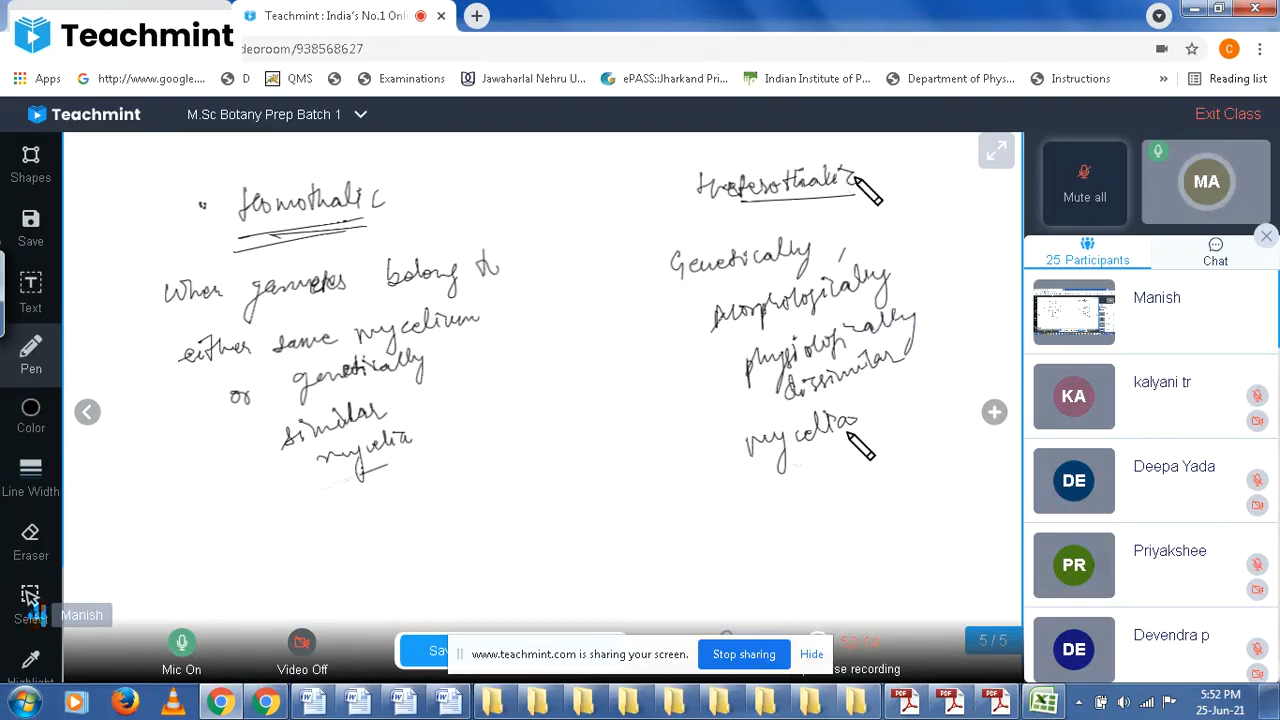 Teachmint : India's No.1 Onl
Teachmint
deoroom/938568627
C
Apps
http://www.google....
D
QMS
Examinations
Jawaharlal Nehru U...
ePASS::Jharkand Pri...
Indian Institute of P...
Department of Phys...
Instructions
»
Reading list
Teachmint
M.Sc Botany Prep Batch 1
Exit Class
Shapes
Save
Text
Pen
Color
Line Width
Eraser
Select
Highlight
Homothalic
When gametes belong to
either same mycelium
or genetically
similar
mycelia
Heterothalic
Genetically
Morphologically
physiologically
dissimilar
mycelia
Mute all
MA
25 Participants
Chat
Manish
KA
kalyani tr
DE
Deepa Yada
PR
Priyakshee
DE
Devendra p
Manish
Mic On
Video Off
Sav
www.teachmint.com is sharing your screen.
Stop sharing
Hide
se recording
5/5
5:52 PM
25-Jun-21